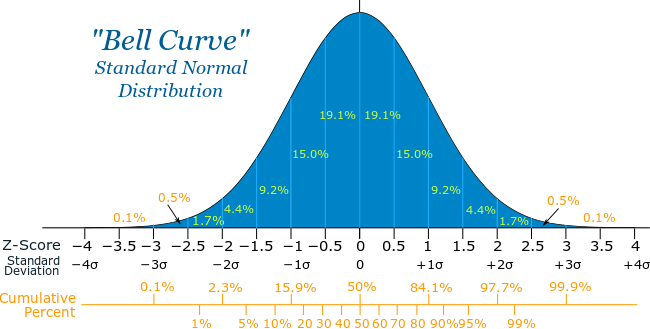 "Bell Curve"
Standard Normal
Distribution
19.1% 19.1%
15.0% 15.0%
9.2% 9.2%
0.5% 0.5%
4.4% 4.4%
0.1% 1.7% 1.7% 0.1%
Z-Score −4 −3.5 −3 −2.5 −2 −1.5 −1 −0.5 0 0.5 1 1.5 2 2.5 3 3.5 4
Standard
Deviation −4σ −3σ −2σ −1σ 0 +1σ +2σ +3σ +4σ
0.1% 2.3% 15.9% 50% 84.1% 97.7% 99.9%
Cumulative
Percent
1% 5% 10% 20 30 40 50 60 70 80 90% 95% 99%